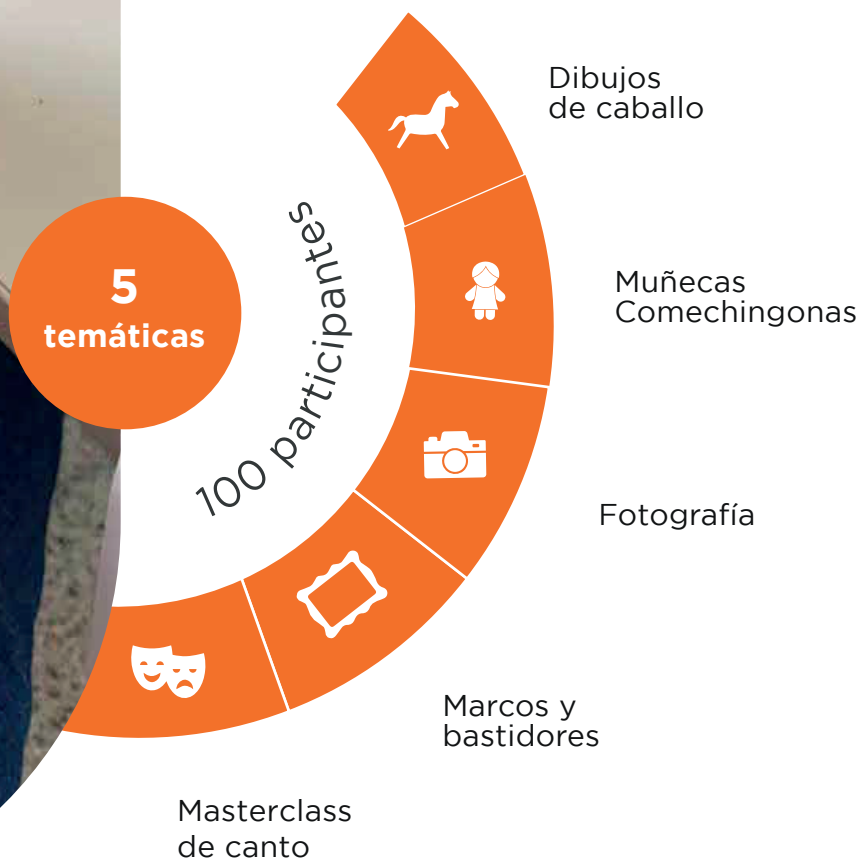 5
temáticas
100 participantes
Dibujos
de caballo
Muñecas
Comechingonas
Fotografía
Marcos y
bastidores
Masterclass
de canto